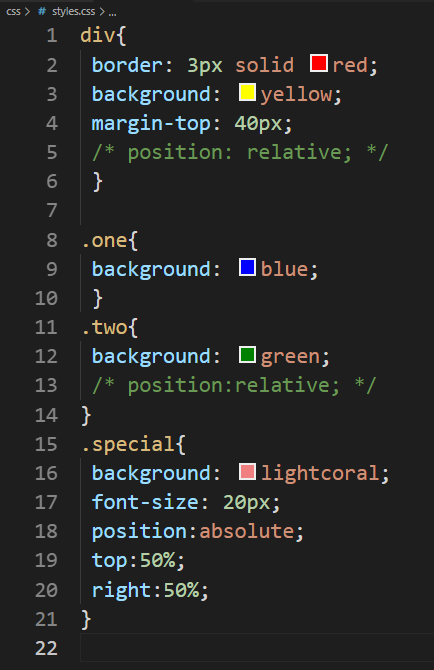 css > # styles.css > ...
1 div{
2 border: 3px solid red;
3 background: yellow;
4 margin-top: 40px;
5 /* position: relative; */
6 }
7
8 .one{
9 background: blue;
10 }
11 .two{
12 background: green;
13 /* position:relative; */
14 }
15 .special{
16 background: lightcoral;
17 font-size: 20px;
18 position:absolute;
19 top:50%;
20 right:50%;
21 }
22